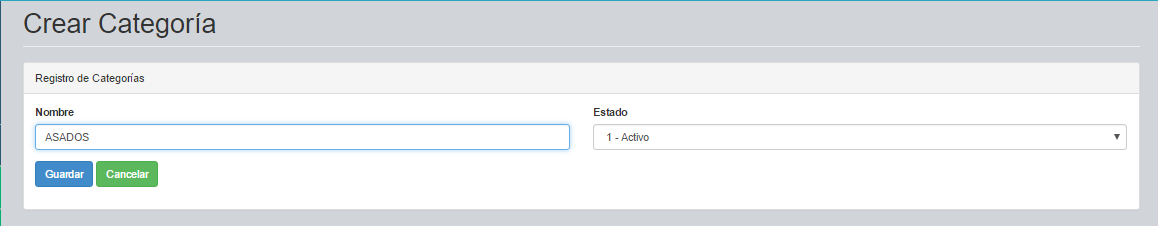 Crear Categoría
Registro de Categorías
Nombre
Estado
ASADOS
1 - Activo
Guardar
Cancelar